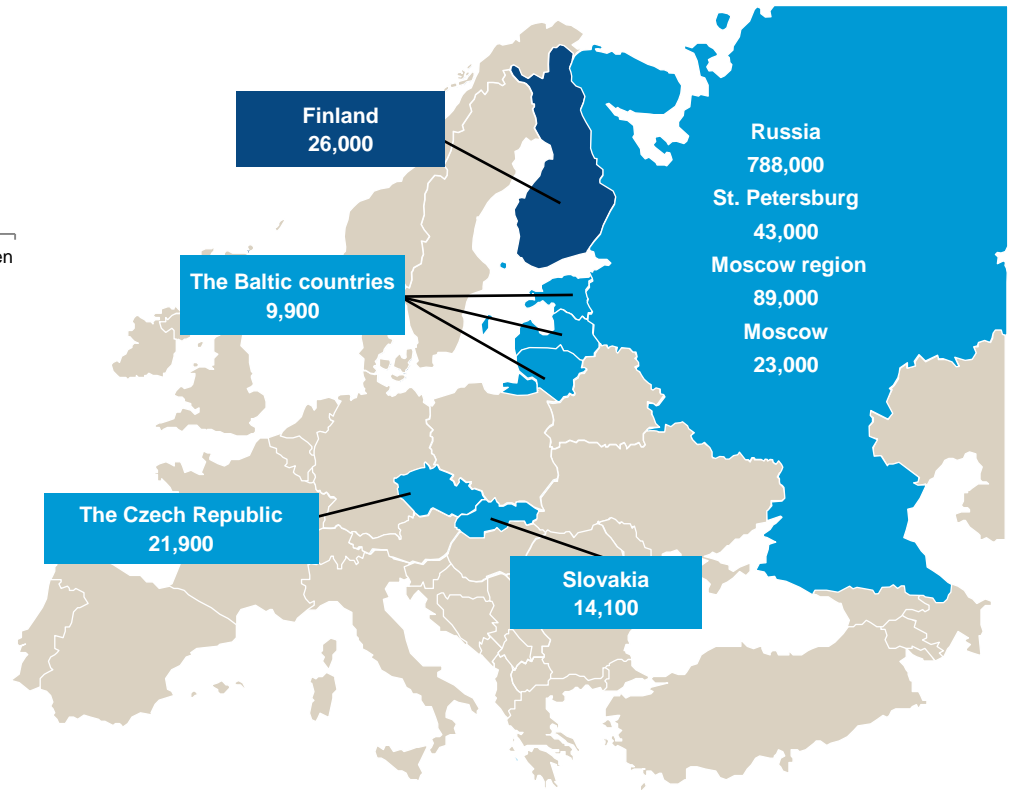 Finland
26,000
Russia
788,000
St. Petersburg
43,000
Moscow region
89,000
Moscow
23,000
en
The Baltic countries
9,900
The Czech Republic
21,900
Slovakia
14,100